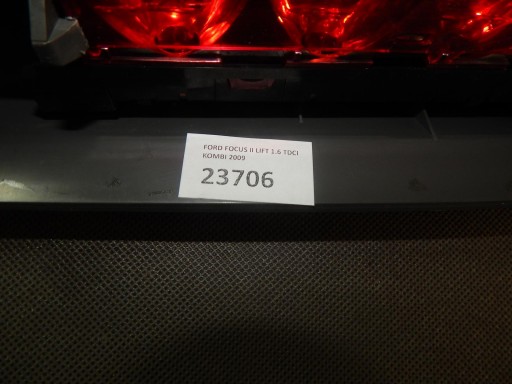 FORD FOCUS II LIFT 1.6 TDCI
KOMBI 2009
23706